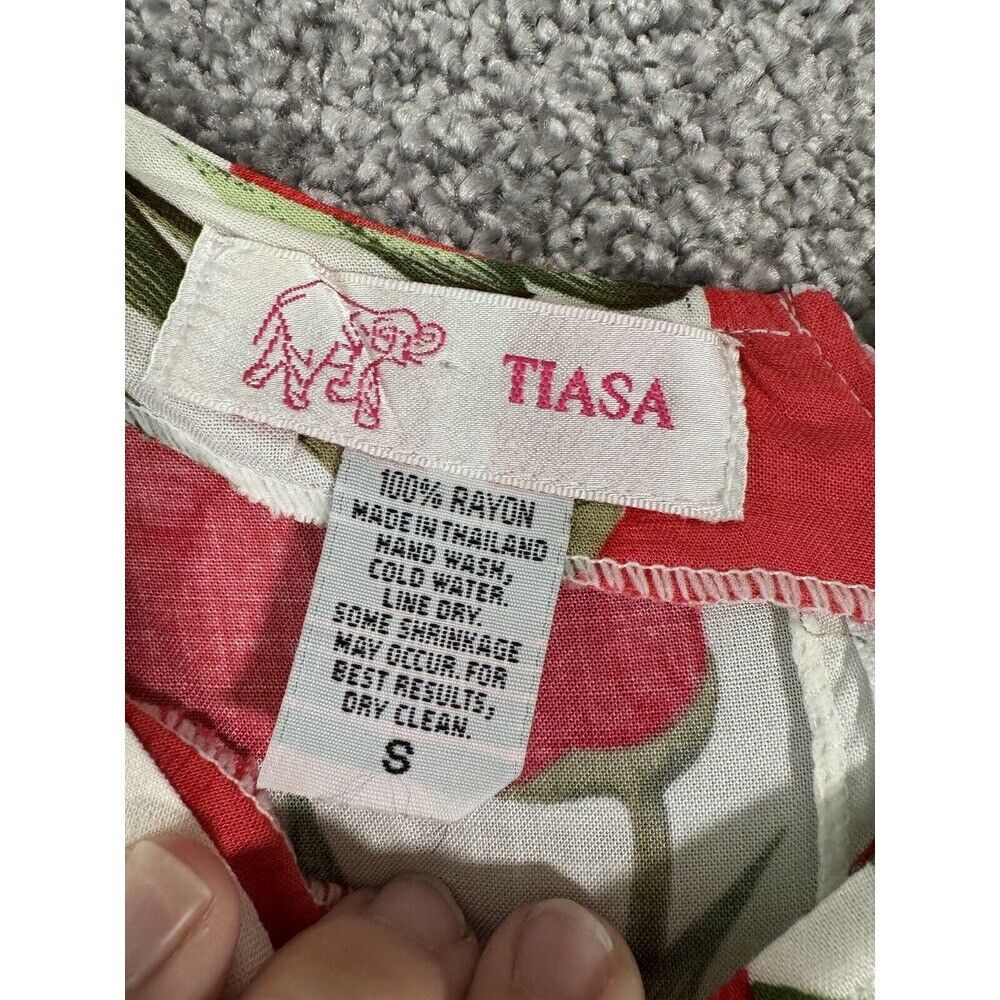 TIASA
100% RAYON
MADE IN THAILAND
HAND WASH,
COLD WATER.
LINE DRY.
SOME SHRINKAGE
MAY OCCUR. FOR
BEST RESULTS,
DRY CLEAN.
S